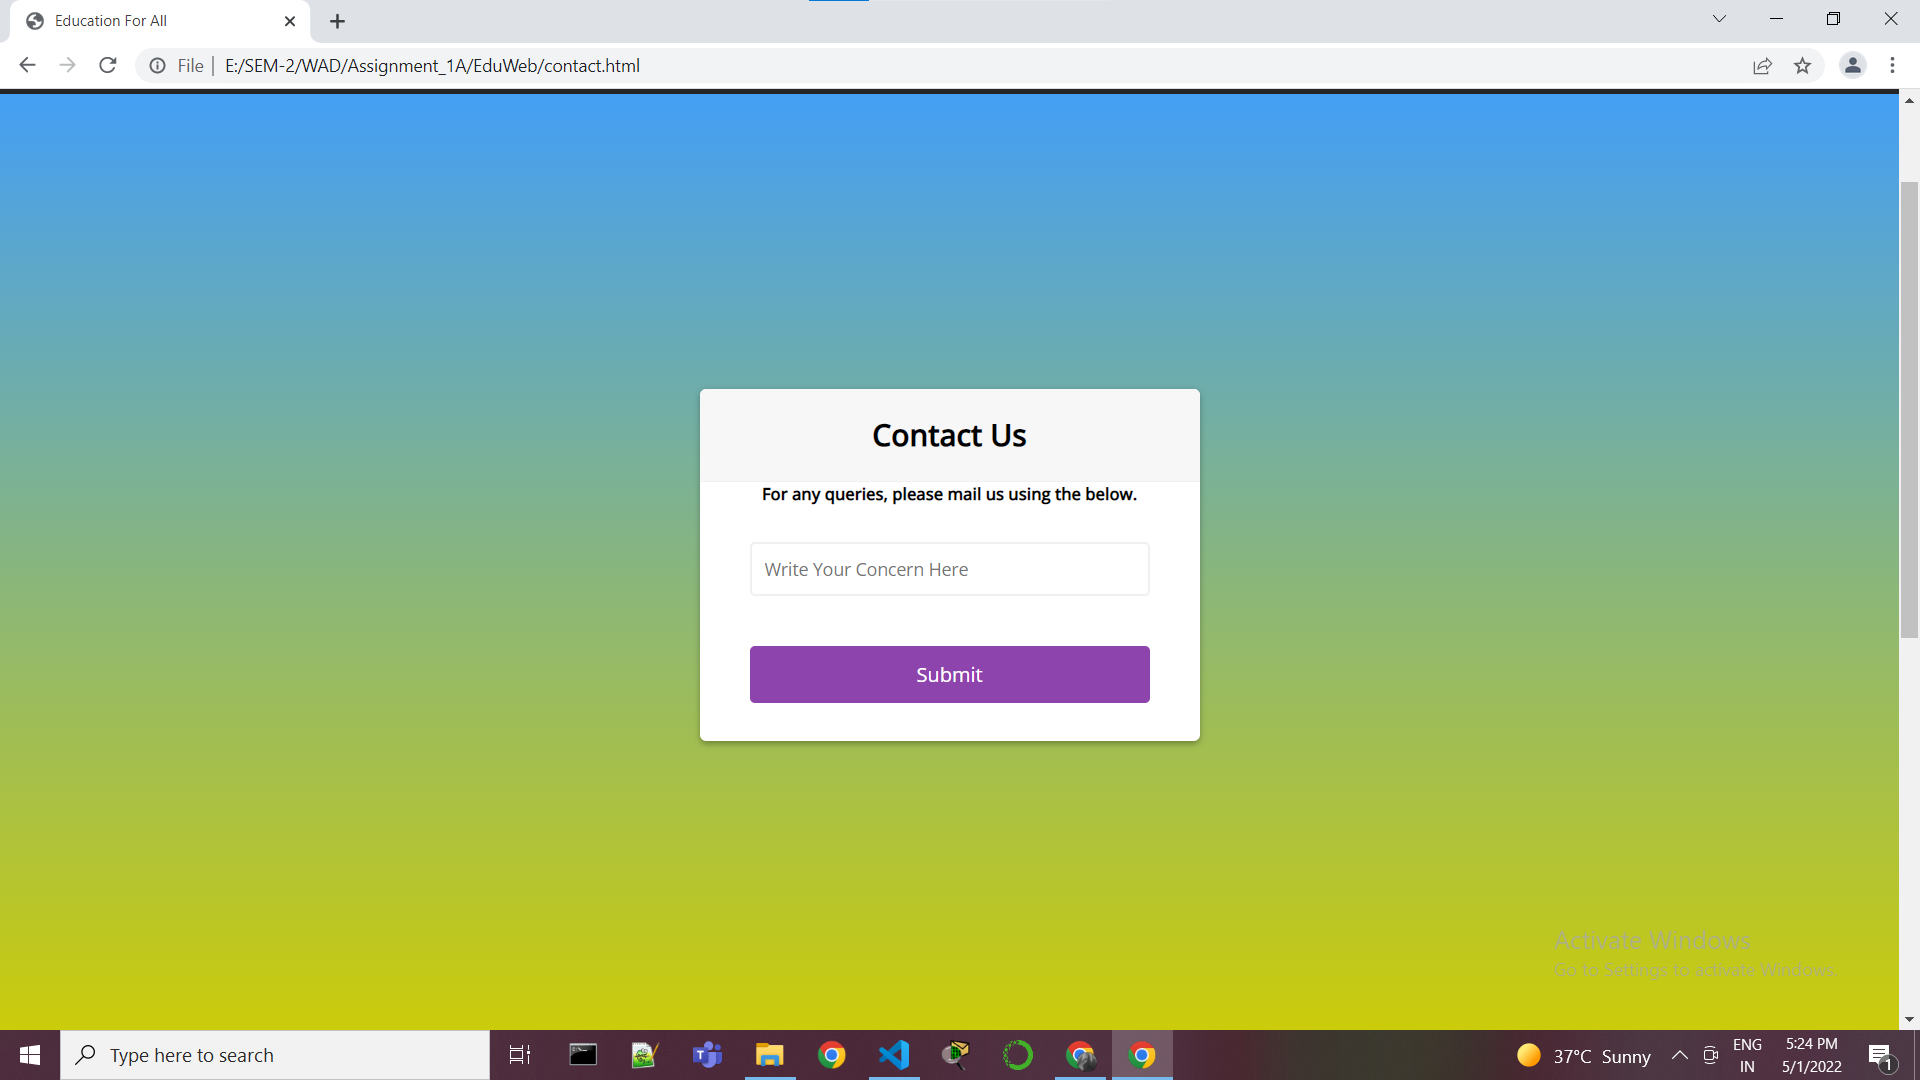 Education For All
File
E:/SEM-2/WAD/Assignment_1A/EduWeb/contact.html
Contact Us
For any queries, please mail us using the below.
Write Your Concern Here
Submit
Activate Windows
Go to Settings to activate Windows.
Type here to search
37°C Sunny
ENG
IN
5:24 PM
5/1/2022
1